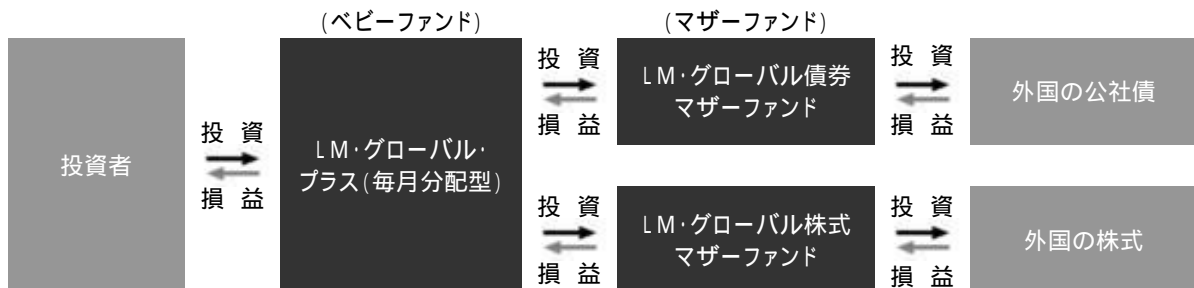 (ベビーファンド)
(マザーファンド)
投資者
投 資
損 益
LM・グローバル・
プラス(毎月分配型)
投 資
損 益
LM・グローバル債券
マザーファンド
投 資
損 益
外国の公社債
投 資
損 益
LM・グローバル株式
マザーファンド
投 資
損 益
外国の株式